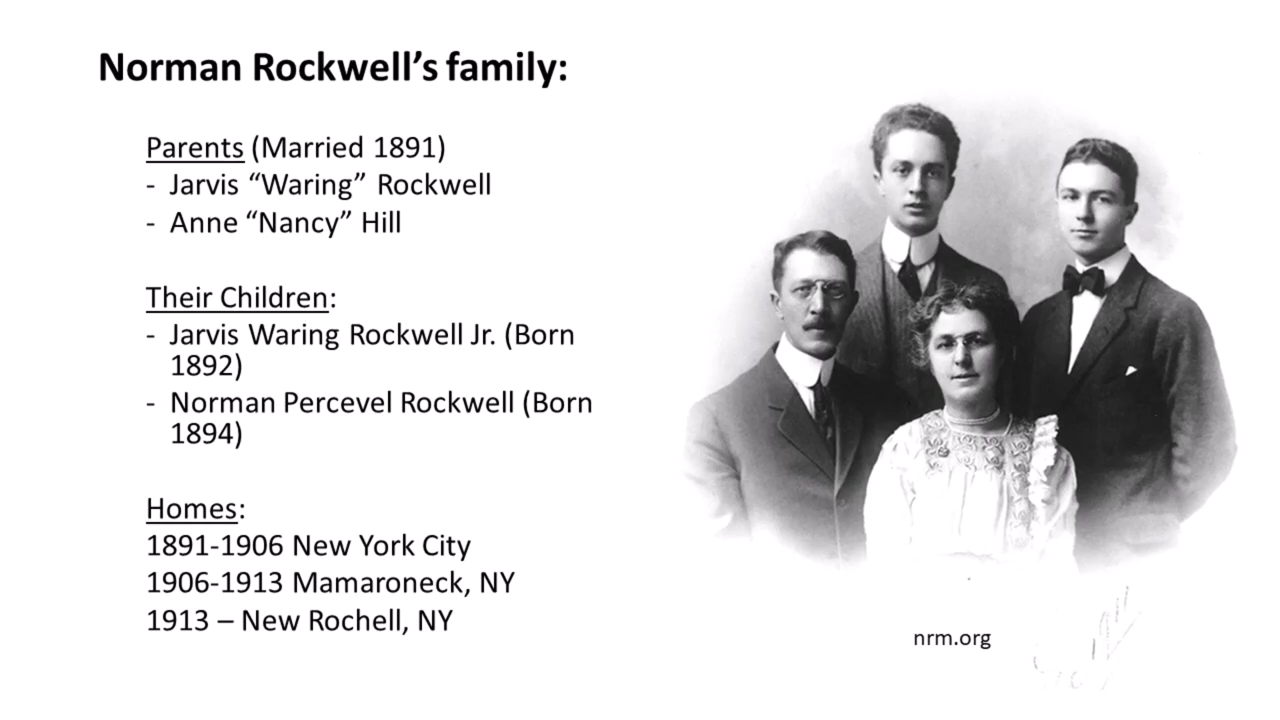 Norman Rockwell’s family:
Parents (Married 1891)
- Jarvis “Waring” Rockwell
- Anne “Nancy” Hill
Their Children:
- Jarvis Waring Rockwell Jr. (Born
1892)
- Norman Percevel Rockwell (Born
1894)
Homes:
1891-1906 New York City
1906-1913 Mamaroneck, NY
1913 – New Rochell, NY
nrm.org